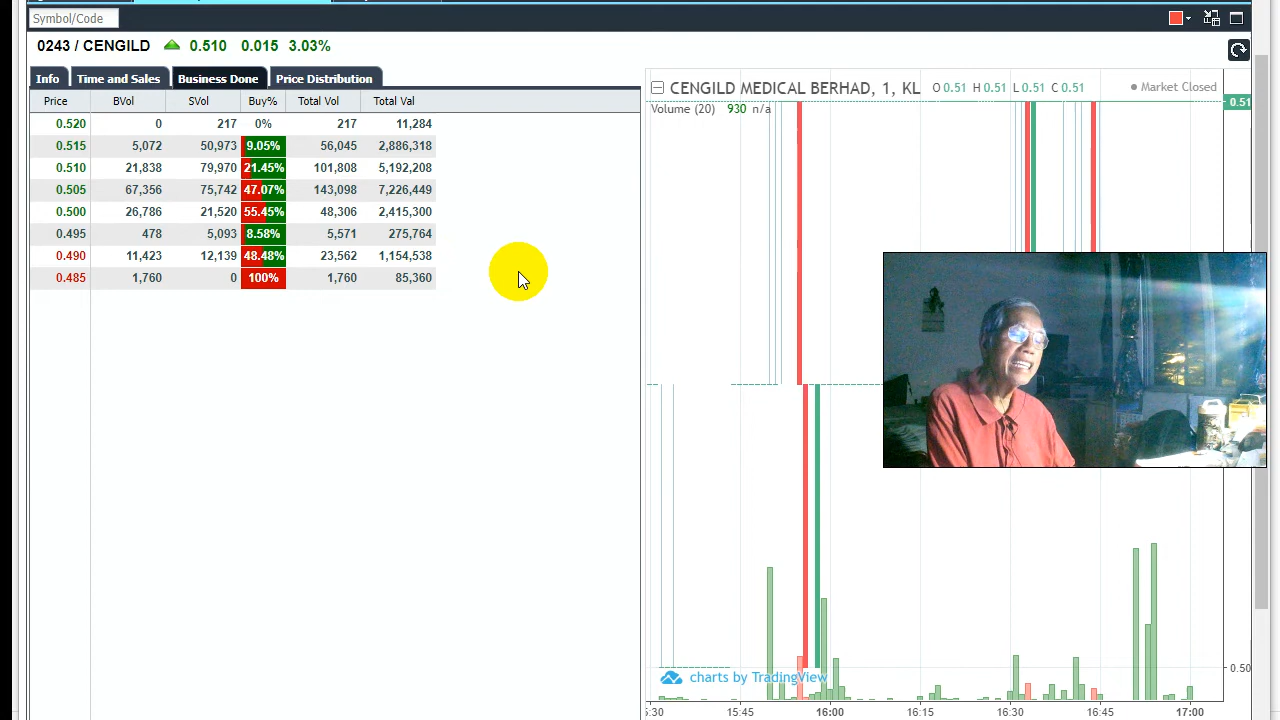 Symbol/Code
0243 / CENGILD 0.510 0.015 3.03%
Info Time and Sales Business Done Price Distribution
Price BVol SVol Buy% Total Vol Total Val
0.520 0 217 0% 217 11,284
0.515 5,072 50,973 9.05% 56,045 2,886,318
0.510 21,838 79,970 21.45% 101,808 5,192,208
0.505 67,356 75,742 47.07% 143,098 7,226,449
0.500 26,786 21,520 55.45% 48,306 2,415,300
0.495 478 5,093 8.58% 5,571 275,764
0.490 11,423 12,139 48.48% 23,562 1,154,538
0.485 1,760 0 100% 1,760 85,360
CENGILD MEDICAL BERHAD, 1, KL O 0.51 H 0.51 L 0.51 C 0.51 Market Closed
Volume (20) 930 n/a
0.51
0.50
charts by TradingView
5:30 15:45 16:00 16:15 16:30 16:45 17:00